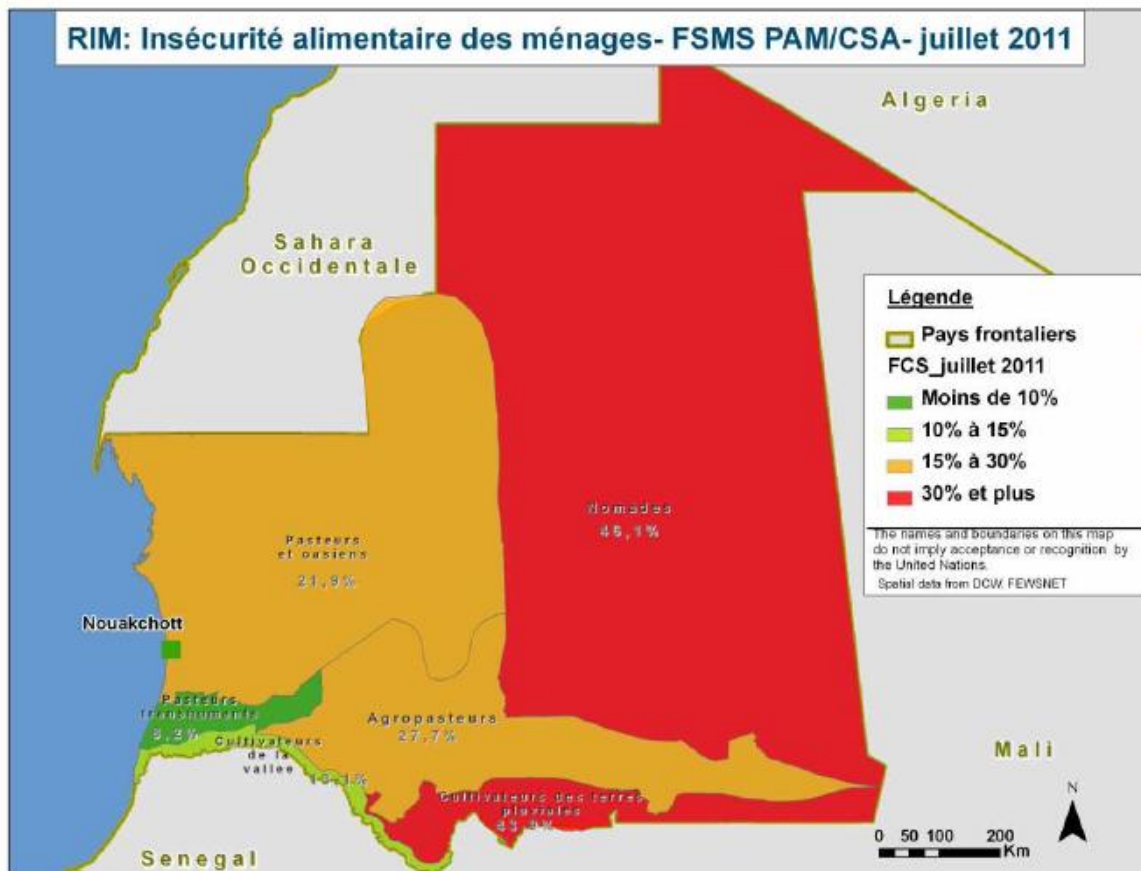 RIM: Insécurité alimentaire des ménages- FSMS PAM/CSA- juillet 2011
Algeria
Sahara
Occidentale
Légende
Pays frontaliers
FCS_juillet 2011
Moins de 10%
10% à 15%
15% à 30%
30% et plus
The names and boundaries on this map
do not imply acceptance or recognition by
the United Nations.
Spatial data from DCW, FEWSNET
Nomades
46,1%
Pasteurs
et oasiens
21,9%
Nouakchott
Pasteurs
transhumants
Agropasteurs
27,7%
Cultivateurs
de la
vallée
Cultivateurs des terres
pluviales
Mali
Senegal
N
0 50 100 200
Km